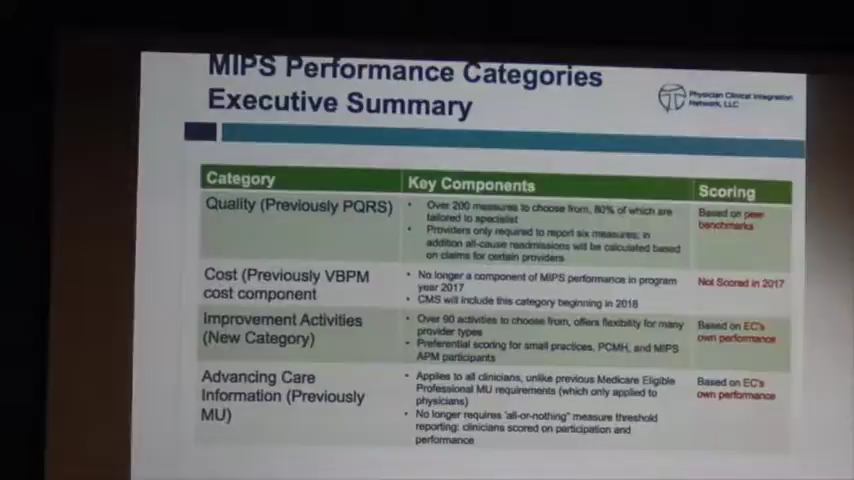 MIPS Performance Categories
Executive Summary
Physician Clinical Integration
Network, LLC
Category
Key Components
Scoring
Quality (Previously PQRS)
• Over 200 measures to choose from, 80% of which are
tailored to specialist
• Providers only required to report six measures; in
addition all-cause readmissions will be calculated based
on claims for certain providers
Based on peer
benchmarks
Cost (Previously VBPM
cost component
• No longer a component of MIPS performance in program
year 2017
• CMS will include this category beginning in 2018
Not Scored in 2017
Improvement Activities
(New Category)
• Over 90 activities to choose from, offers flexibility for many
provider types
• Preferential scoring for small practices, PCMH, and MIPS
APM participants
Based on EC's
own performance
Advancing Care
Information (Previously
MU)
• Applies to all clinicians, unlike previous Medicare Eligible
Professional MU requirements (which only applied to
physicians)
• No longer requires "all-or-nothing" measure threshold
reporting: clinicians scored on participation and
performance
Based on EC's
own performance